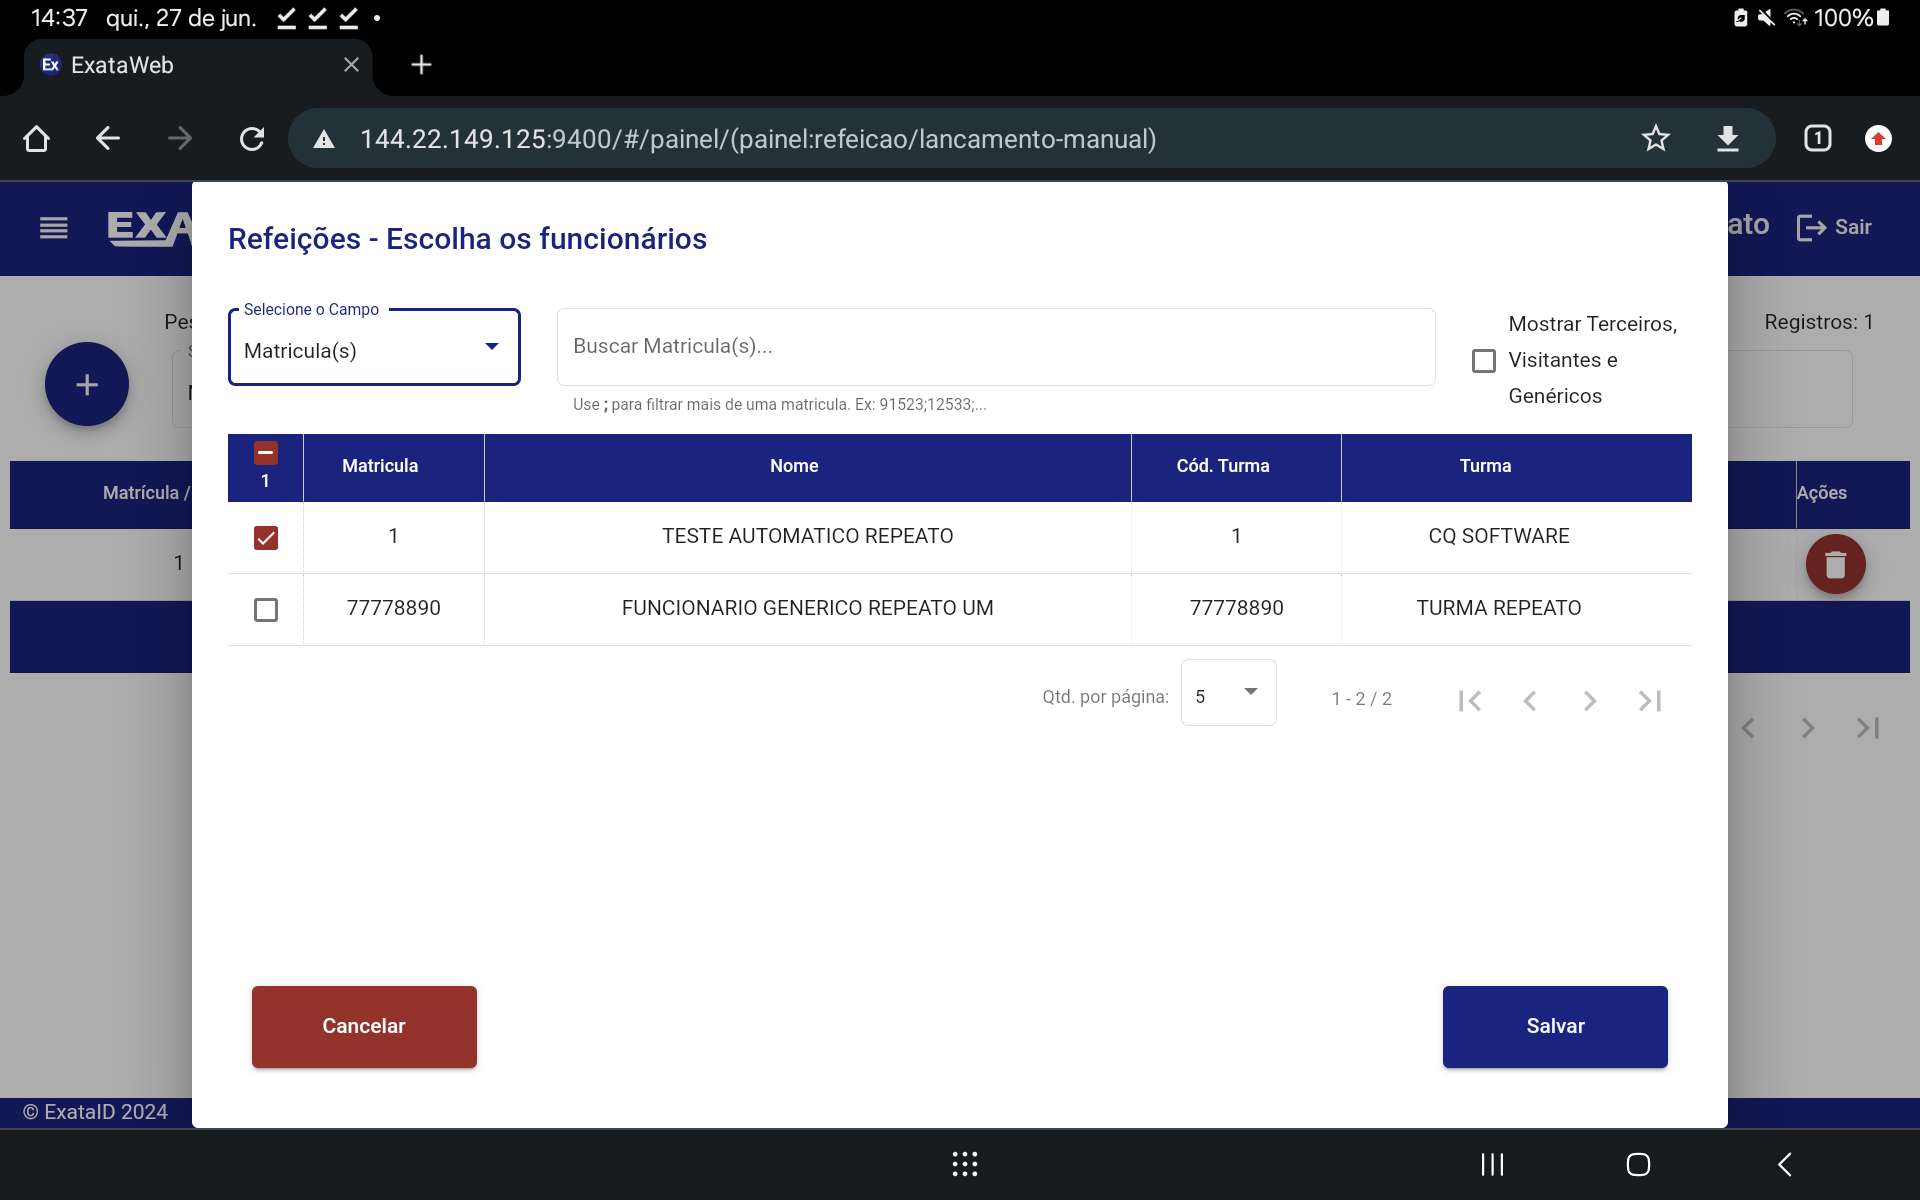 14:37 qui., 27 de jun. 100%
Ex ExataWeb
144.22.149.125:9400/#/painel/(painel:refeicao/lancamento-manual) 1
EXA ato Sair
Refeições - Escolha os funcionários
Selecione o Campo
Matricula(s)
Buscar Matricula(s)...
Use ; para filtrar mais de uma matricula. Ex: 91523;12533;...
Mostrar Terceiros,
Visitantes e
Genéricos
Pes Registros: 1
1 Matricula Nome Cód. Turma Turma
Matrícula / Ações
1 TESTE AUTOMATICO REPEATO 1 CQ SOFTWARE
1
77778890 FUNCIONARIO GENERICO REPEATO UM 77778890 TURMA REPEATO
Qtd. por página: 5 1 - 2 / 2
Cancelar Salvar
© ExataID 2024